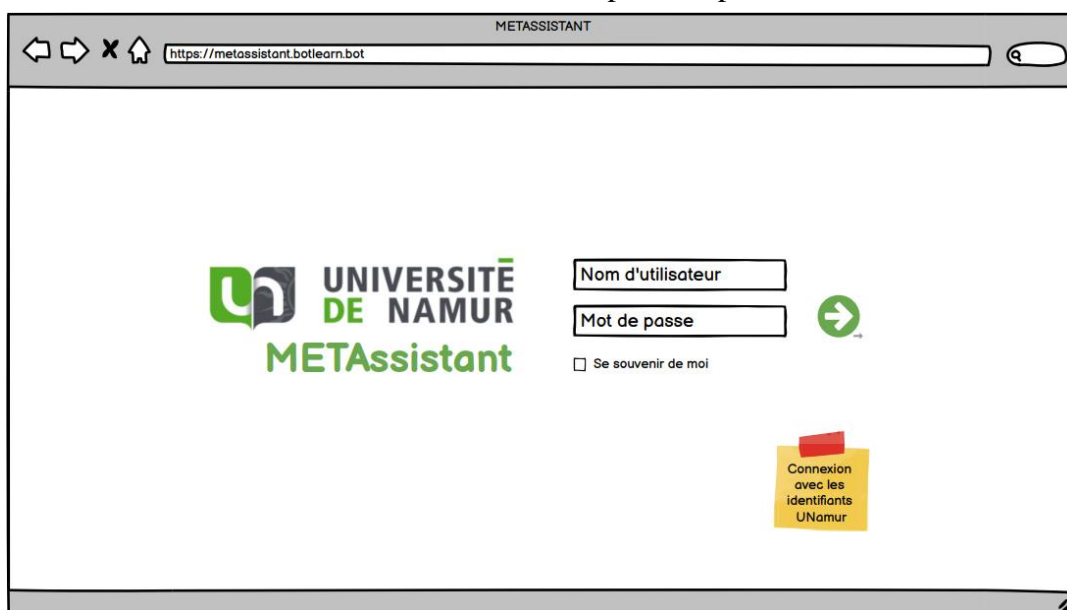 METASSISTANT
https://metassistant.botlearn.bot
UNIVERSITĒ
DE NAMUR
METAssistant
Nom d'utilisateur
Mot de passe
Se souvenir de moi
Connexion
avec les
identifiants
UNamur